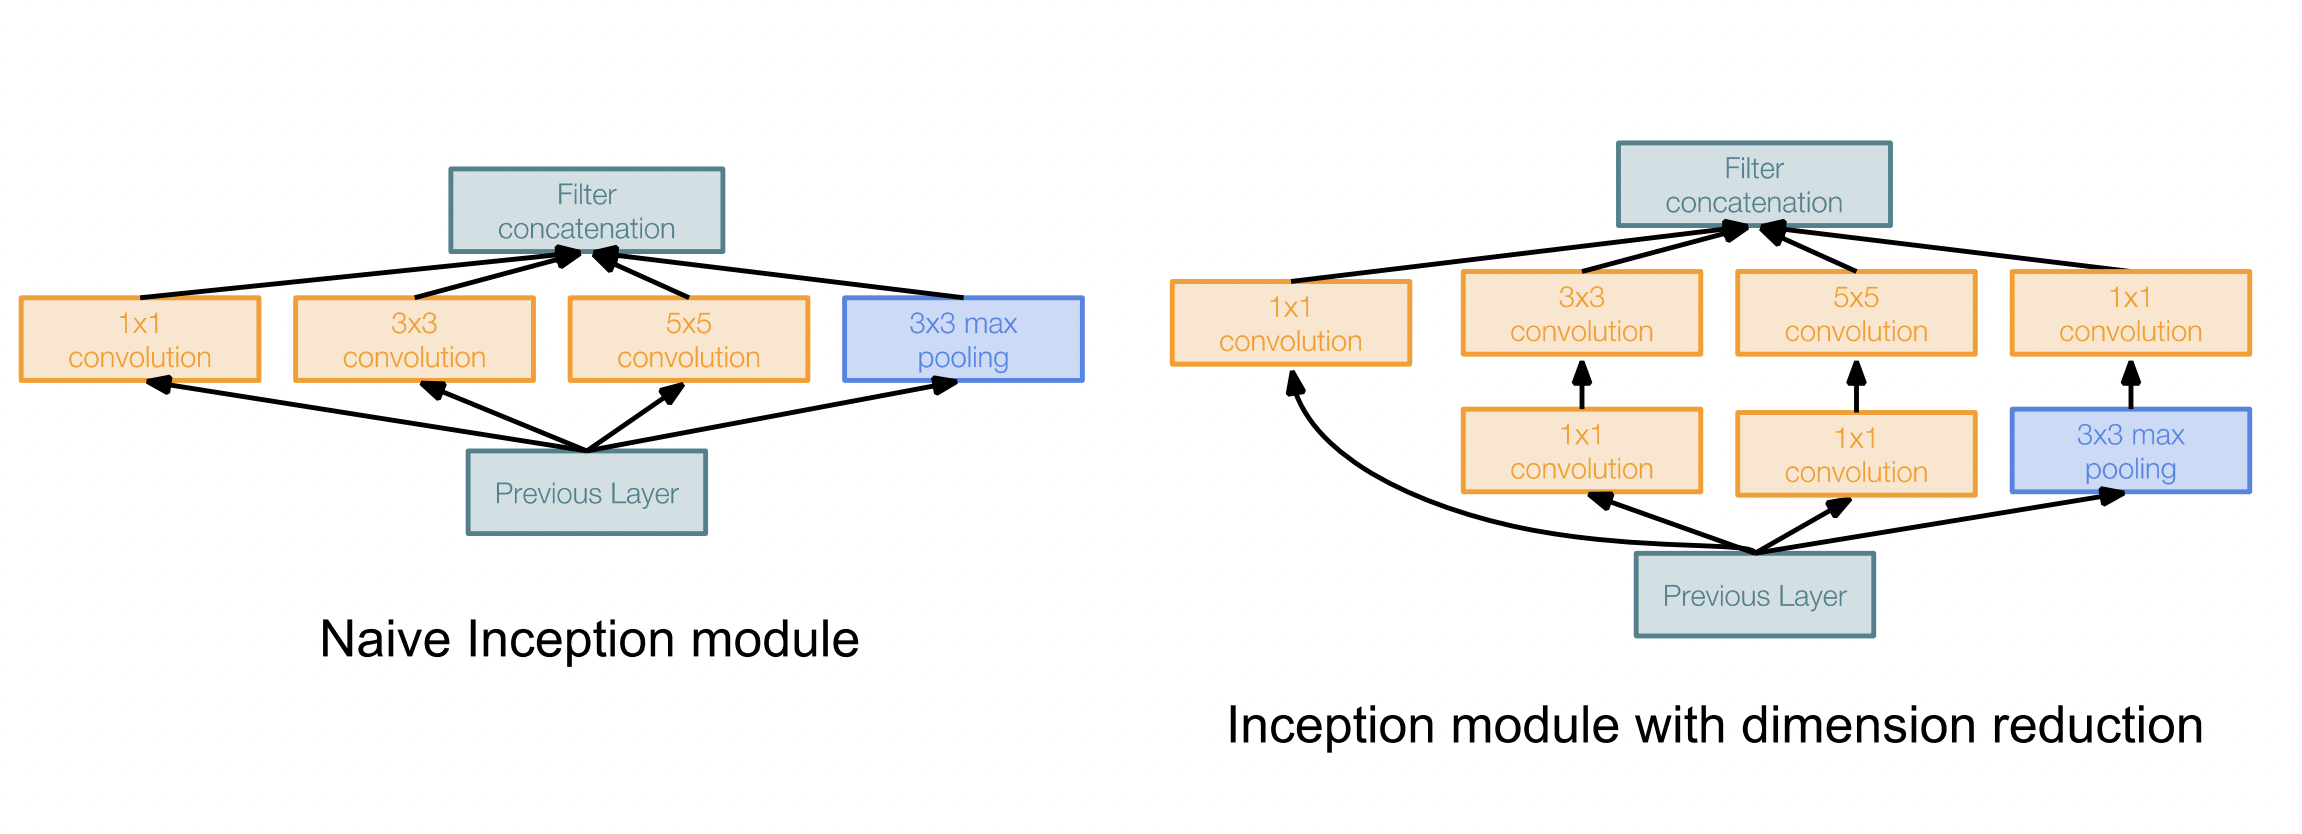 Filter
concatenation
1x1
convolution
3x3
convolution
5x5
convolution
3x3 max
pooling
Previous Layer
Naive Inception module
Filter
concatenation
1x1
convolution
3x3
convolution
5x5
convolution
1x1
convolution
1x1
convolution
1x1
convolution
3x3 max
pooling
Previous Layer
Inception module with dimension reduction